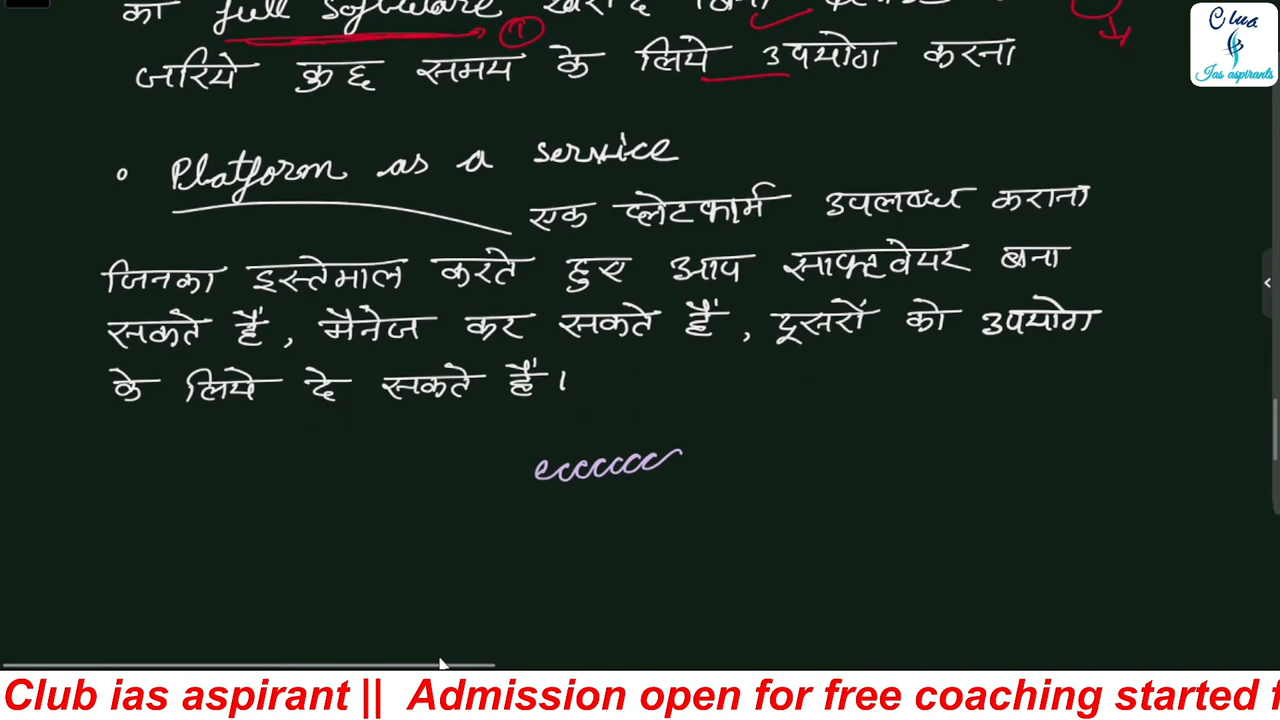 का full software खरीदे बिना
जरिये कुछ समय के लिये उपयोग करना
①
Club
Ias aspirants
• Platform as a service
एक प्लेटफार्म उपलब्ध कराना
जिनका इस्तेमाल करते हुए आप साफ्टवेयर बना
सकते हैं, मैनेज कर सकते हैं, दूसरों को उपयोग
के लिये दे सकते हैं।
Club ias aspirant || Admission open for free coaching started f